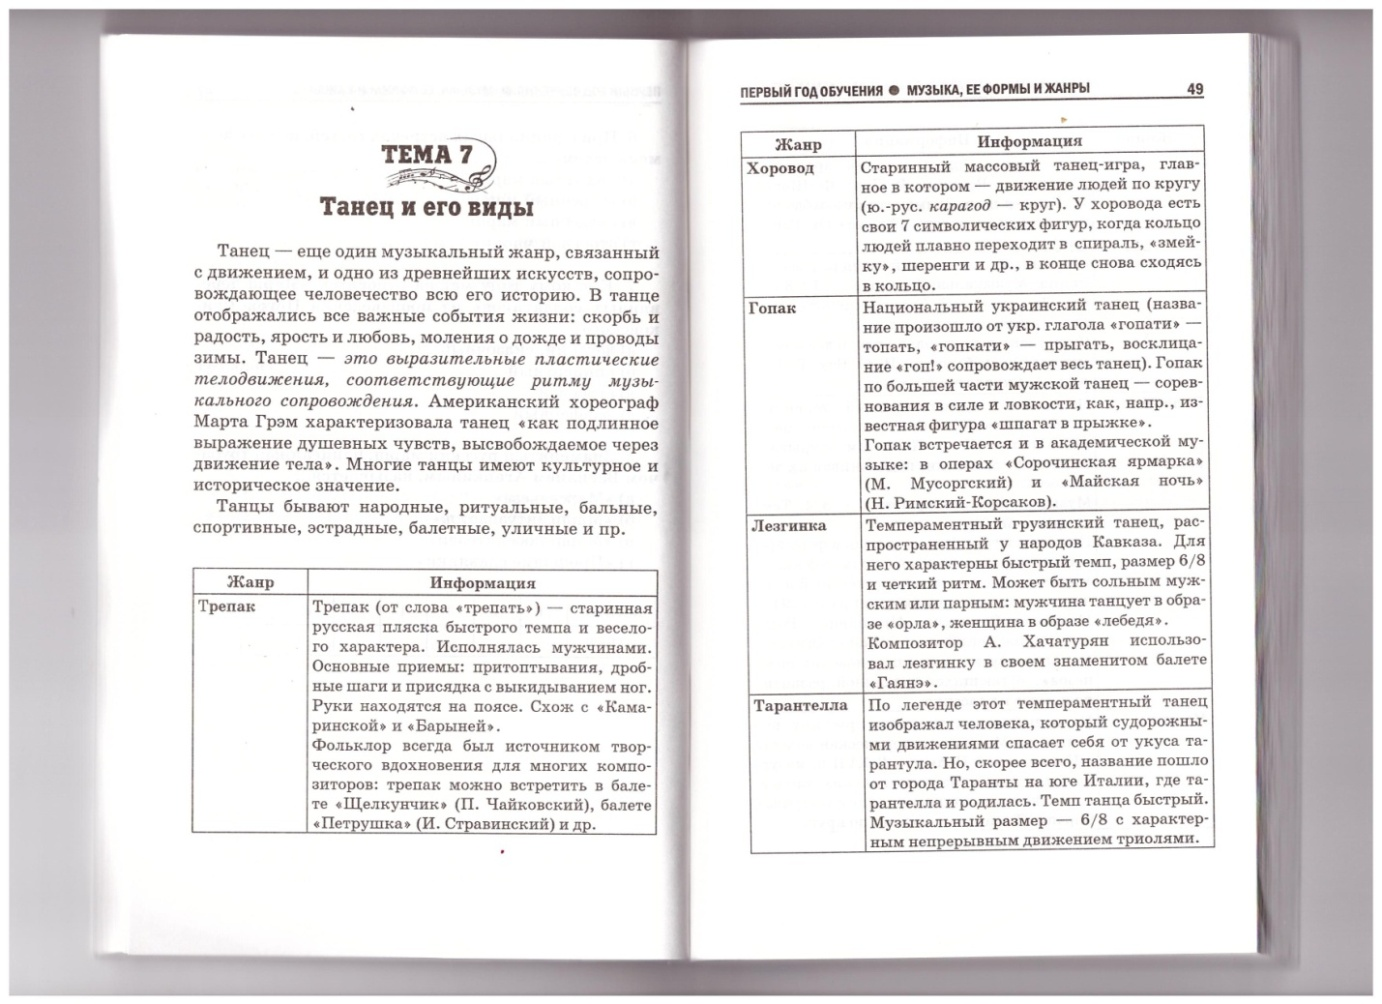 ТЕМА 7
Танец и его виды
Танец — еще один музыкальный жанр, связанный
с движением, и одно из древнейших искусств, сопро-
вождающее человечество всю его историю. В танце
отображались все важные события жизни: скорбь и
радость, ярость и любовь, моления о дожде и проводы
зимы. Танец — это выразительные пластические
телодвижения, соответствующие ритму музы-
кального сопровождения. Американский хореограф
Марта Грэм характеризовала танец «как подлинное
выражение душевных чувств, высвобождаемое через
движение тела». Многие танцы имеют культурное и
историческое значение.
Танцы бывают народные, ритуальные, бальные,
спортивные, эстрадные, балетные, уличные и пр.
Жанр Информация
Трепак Трепак (от слова «трепать») — старинная
русская пляска быстрого темпа и весело-
го характера. Исполнялась мужчинами.
Основные приемы: притоптывания, дроб-
ные шаги и присядка с выкидыванием ног.
Руки находятся на поясе. Схож с «Кама-
ринской» и «Барыней».
Фольклор всегда был источником твор-
ческого вдохновения для многих компо-
зиторов: трепак можно встретить в бале-
те «Щелкунчик» (П. Чайковский), балете
«Петрушка» (И. Стравинский) и др.
ПЕРВЫЙ ГОД ОБУЧЕНИЯ ● МУЗЫКА, ЕЕ ФОРМЫ И ЖАНРЫ 49
Жанр Информация
Хоровод Старинный массовый танец-игра, глав-
ное в котором — движение людей по кругу
(ю.-рус. карагод — круг). У хоровода есть
свои 7 символических фигур, когда кольцо
людей плавно переходит в спираль, «змей-
ку», шеренги и др., в конце снова сходясь
в кольцо.
Гопак Национальный украинский танец (назва-
ние произошло от укр. глагола «гопати» —
топать, «гопкати» — прыгать, восклица-
ние «гоп!» сопровождает весь танец). Гопак
по большей части мужской танец — сорев-
нования в силе и ловкости, как, напр., из-
вестная фигура «шпагат в прыжке».
Гопак встречается и в академической му-
зыке: в операх «Сорочинская ярмарка»
(М. Мусоргский) и «Майская ночь»
(Н. Римский-Корсаков).
Лезгинка Темпераментный грузинский танец, рас-
пространенный у народов Кавказа. Для
него характерны быстрый темп, размер 6/8
и четкий ритм. Может быть сольным муж-
ским или парным: мужчина танцует в обра-
зе «орла», женщина в образе «лебедя».
Композитор А. Хачатурян использо-
вал лезгинку в своем знаменитом балете
«Гаянэ».
Тарантелла По легенде этот темпераментный танец
изображал человека, который судорожны-
ми движениями спасает себя от укуса та-
рантула. Но, скорее всего, название пошло
от города Таранты на юге Италии, где та-
рантелла и родилась. Темп танца быстрый.
Музыкальный размер — 6/8 с характер-
ным непрерывным движением триолями.